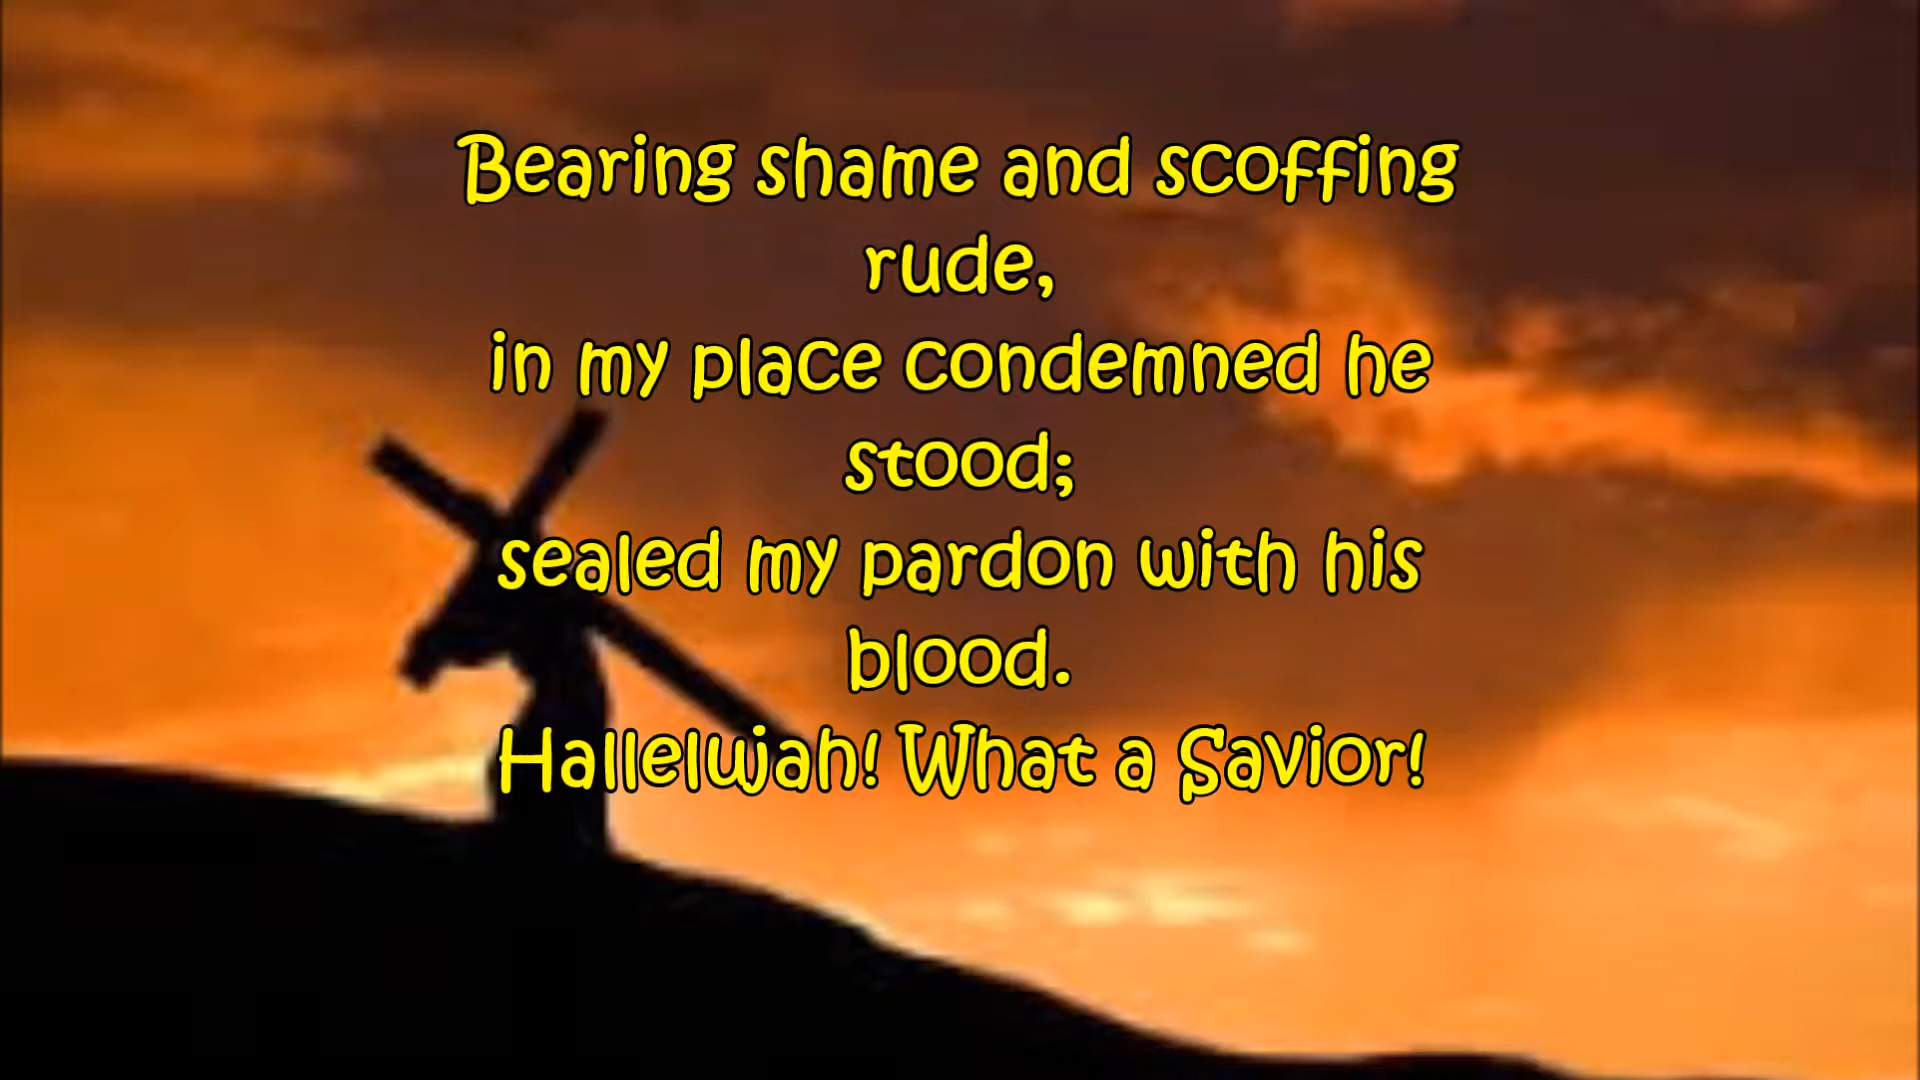 Bearing shame and scoffing
rude,
in my place condemned he
stood;
sealed my pardon with his
blood.
Hallelujah! What a Savior!